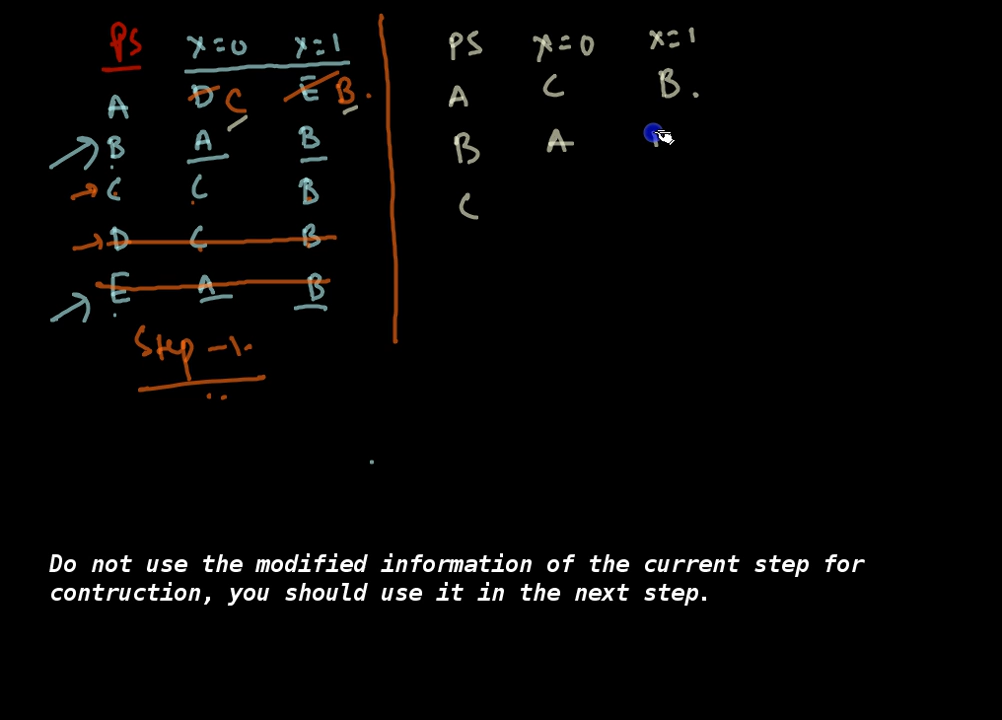 PS x=0 x=1
A D C E B.
B A B
C C B
D C B
E A B
Step -1.
PS x=0 x=1
A C B.
B A
C
Do not use the modified information of the current step for
contruction, you should use it in the next step.